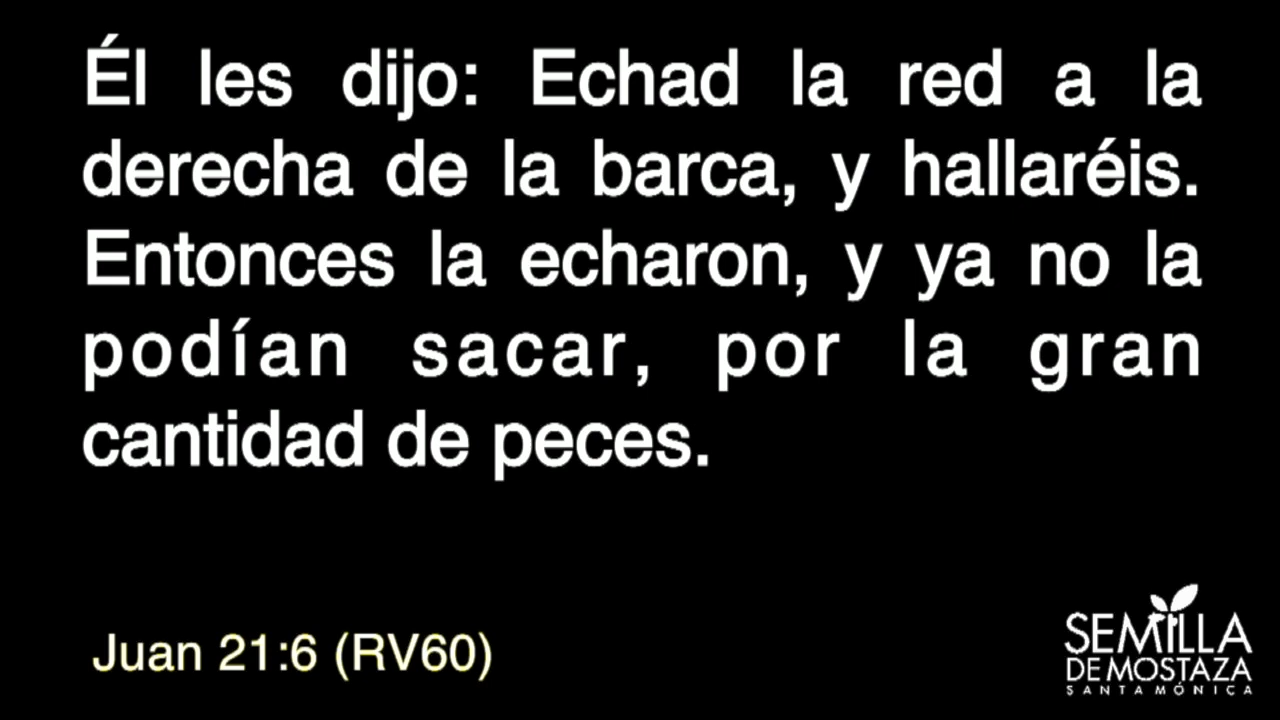 Él les dijo: Echad la red a la
derecha de la barca, y hallaréis.
Entonces la echaron, y ya no la
podían sacar, por la gran
cantidad de peces.
Juan 21:6 (RV60)
SEMILLA
DE MOSTAZA
SANTA MÓNICA